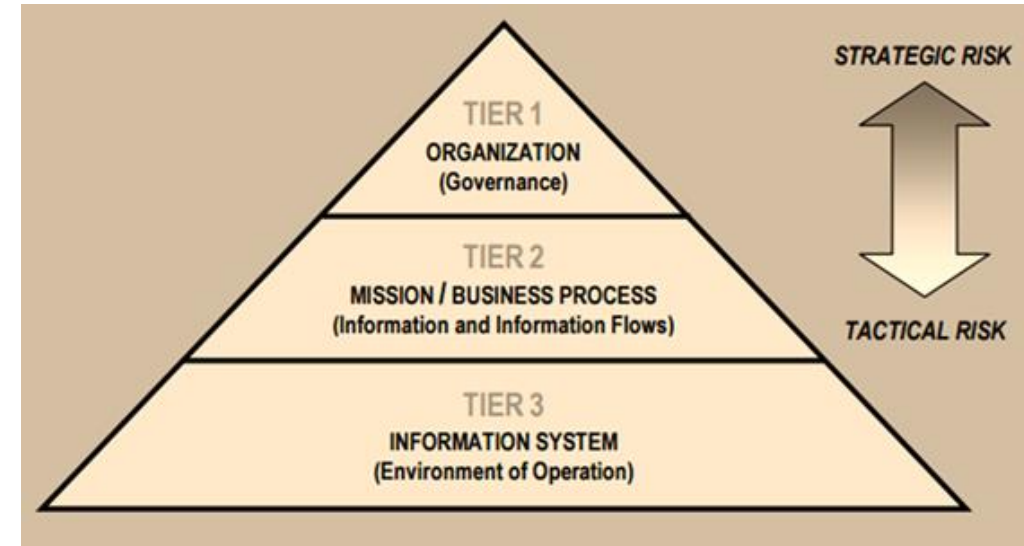 TIER 1
ORGANIZATION
(Governance)
TIER 2
MISSION / BUSINESS PROCESS
(Information and Information Flows)
TIER 3
INFORMATION SYSTEM
(Environment of Operation)
STRATEGIC RISK
TACTICAL RISK